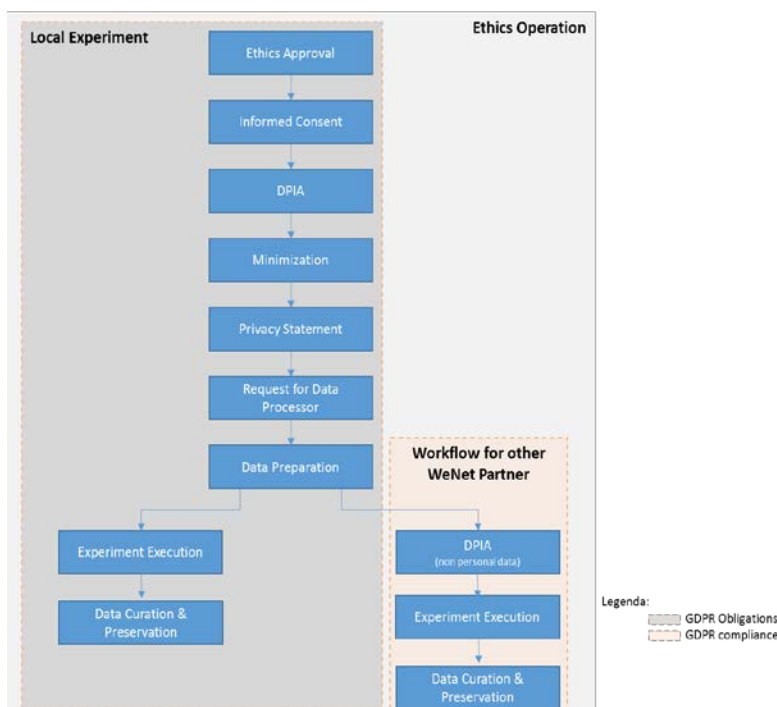 Local Experiment
Ethics Operation
Ethics Approval
Informed Consent
DPIA
Minimization
Privacy Statement
Request for Data
Processor
Data Preparation
Workflow for other
WeNet Partner
Experiment Execution
DPIA
(non personal data)
Data Curation &
Preservation
Experiment Execution
Data Curation &
Preservation
Legenda:
GDPR Obligations
GDPR compliance